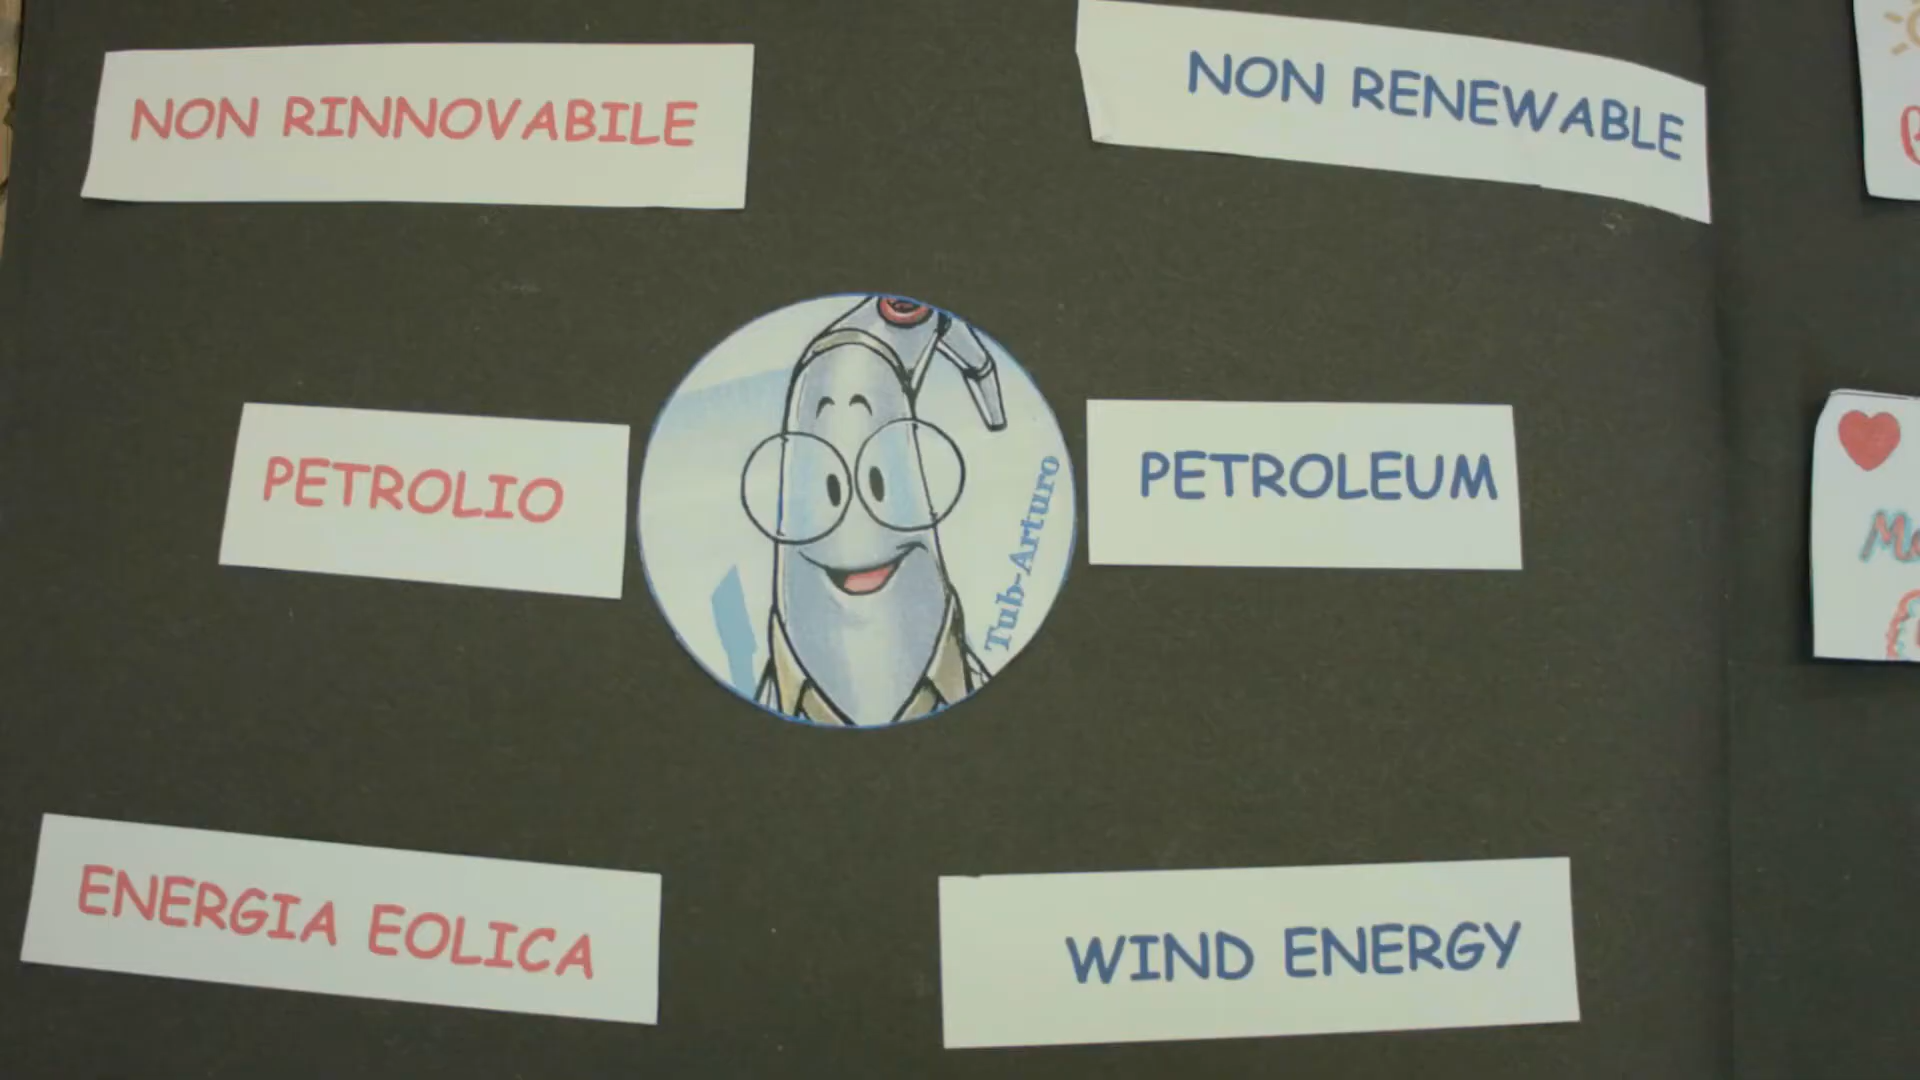 NON RINNOVABILE
NON RENEWABLE
PETROLIO
Tub-Arturo
PETROLEUM
ENERGIA EOLICA
WIND ENERGY